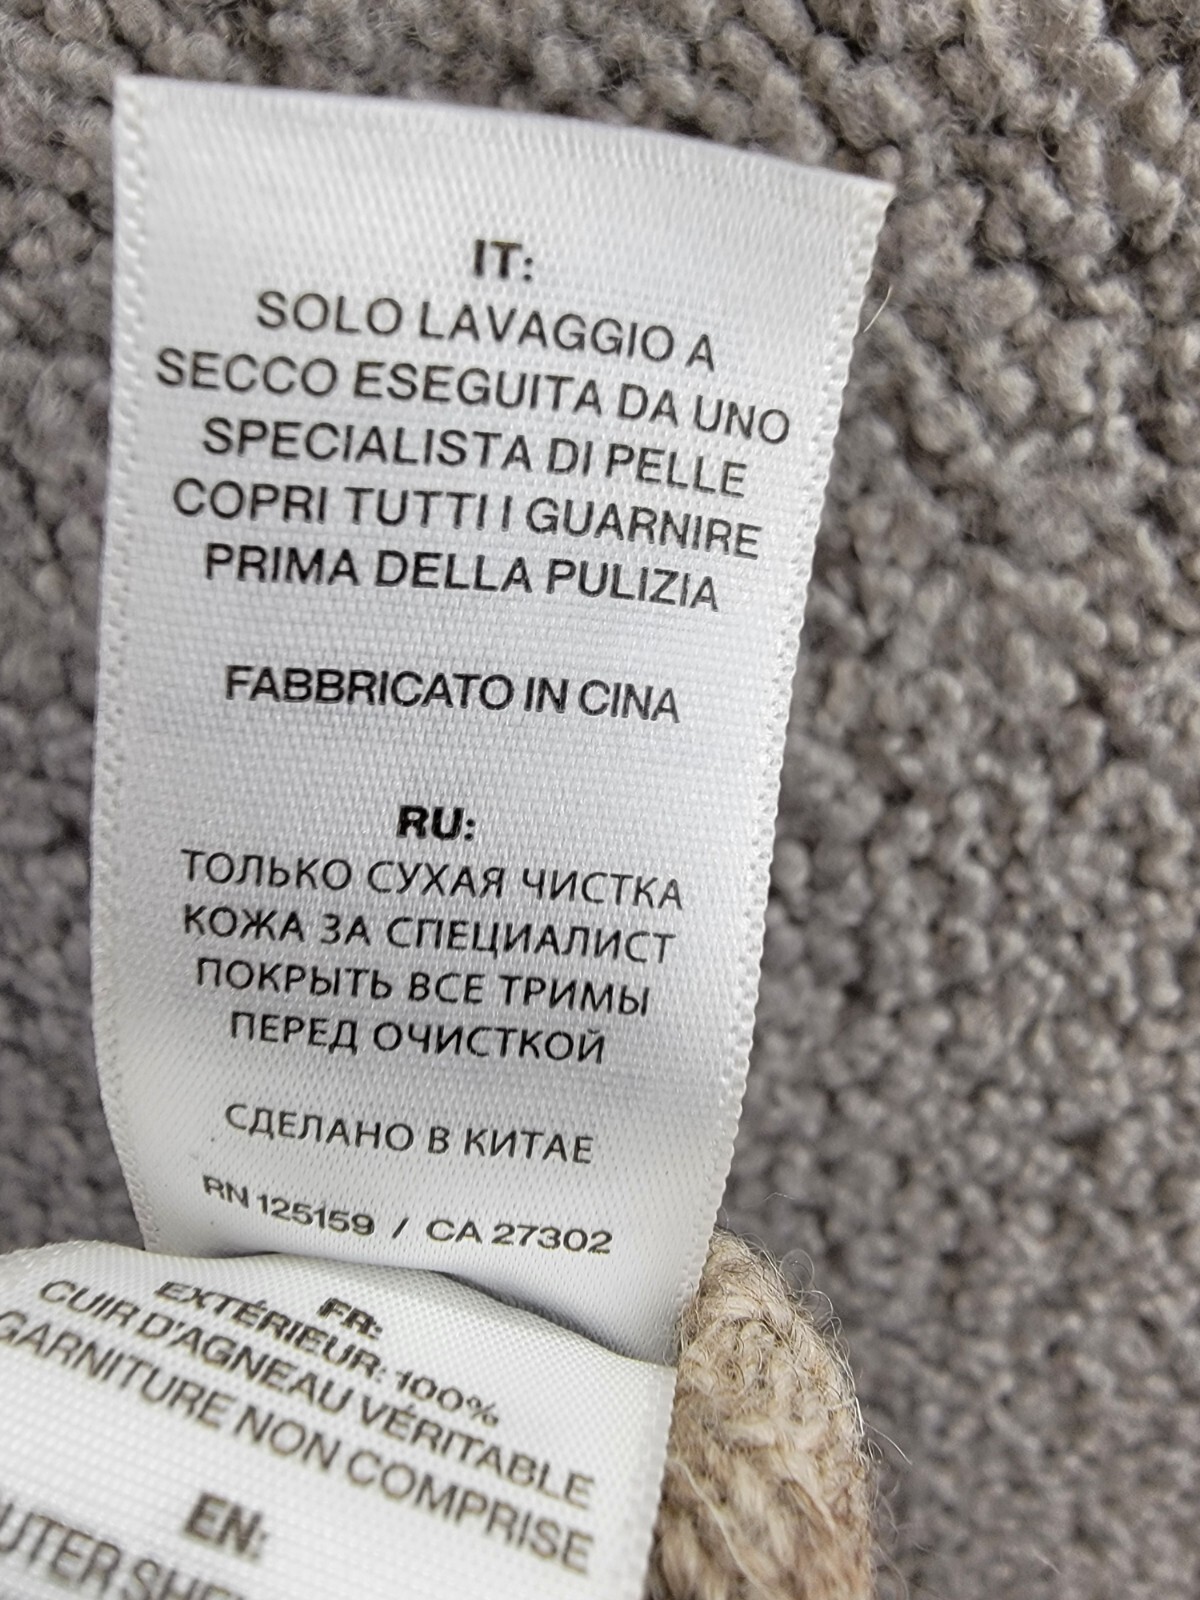 IT:
SOLO LAVAGGIO A
SECCO ESEGUITA DA UNO
SPECIALISTA DI PELLE
COPRI TUTTI I GUARNIRE
PRIMA DELLA PULIZIA
FABBRICATO IN CINA
RU:
ТОЛЬКО СУХАЯ ЧИСТКА
КОЖА ЗА СПЕЦИАЛИСТ
ПОКРЫТЬ ВСЕ ТРИМЫ
ПЕРЕД ОЧИСТКОЙ
СДЕЛАНО В КИТАЕ
RN 125159 / CA 27302
FR:
EXTÉRIEUR: 100%
CUIR D'AGNEAU VÉRITABLE
GARNITURE NON COMPRISE
EN: